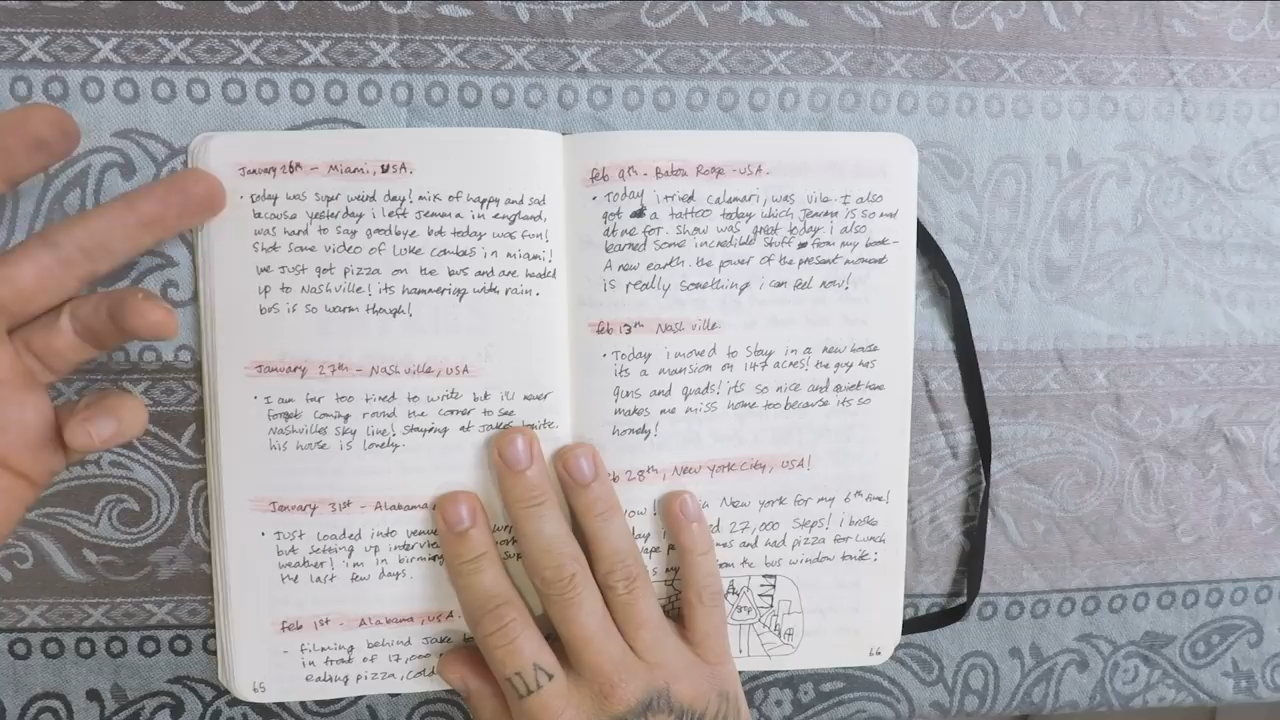 January 26th - Miami, USA.
• Today was super weird day! mix of happy and sad
because yesterday i left Jemma in england,
was hard to say goodbye but today was fun!
Shot some video of Luke combes in miami!
we just got pizza on the bus and are headed
up to Nashville! its hammering with rain.
bus is so warm though!
January 27th - Nashville, USA
• I am far too tired to write but i'll never
forget coming round the corner to see
Nashvilles sky line! Staying at Jakes
his house is lovely.
January 31st - Alabama
• Just loaded into venue
but setting up
weather! i'm in
the last few days.
feb 1st - Alabama, USA.
- filming behind Jake
in front of 17,000
eating pizza,
65
feb 9th - Baton Roge - USA.
• Today i tried calamari, was vile. I also
got a tattoo today which Jemma is so mad
at me for. Show was great today. i also
learned some incredible stuff from my book -
A new earth. the power of the present moment
is really something i can feel now!
feb 13th Nashville.
• Today i moved to stay in a new house
its a mansion on 147 acres! the guy has
guns and quads! its so nice and quiet here
makes me miss home too because its so
homely!
28th, New York City, USA!
in New York for my 6th time!
27,000 steps! i broke
and had pizza for lunch
from the bus window
66